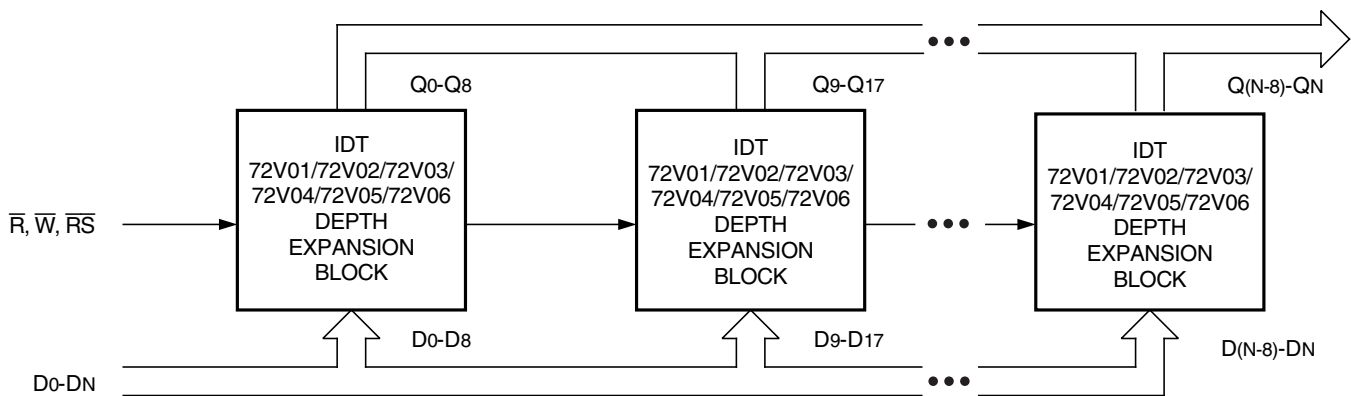 Q0-Q8
Q9-Q17
Q(N-8)-QN
IDT
72V01/72V02/72V03/
72V04/72V05/72V06
DEPTH
EXPANSION
BLOCK
IDT
72V01/72V02/72V03/
72V04/72V05/72V06
DEPTH
EXPANSION
BLOCK
IDT
72V01/72V02/72V03/
72V04/72V05/72V06
DEPTH
EXPANSION
BLOCK
R̅, W̅, R̅S̅
D0-D8
D9-D17
D(N-8)-DN
D0-DN